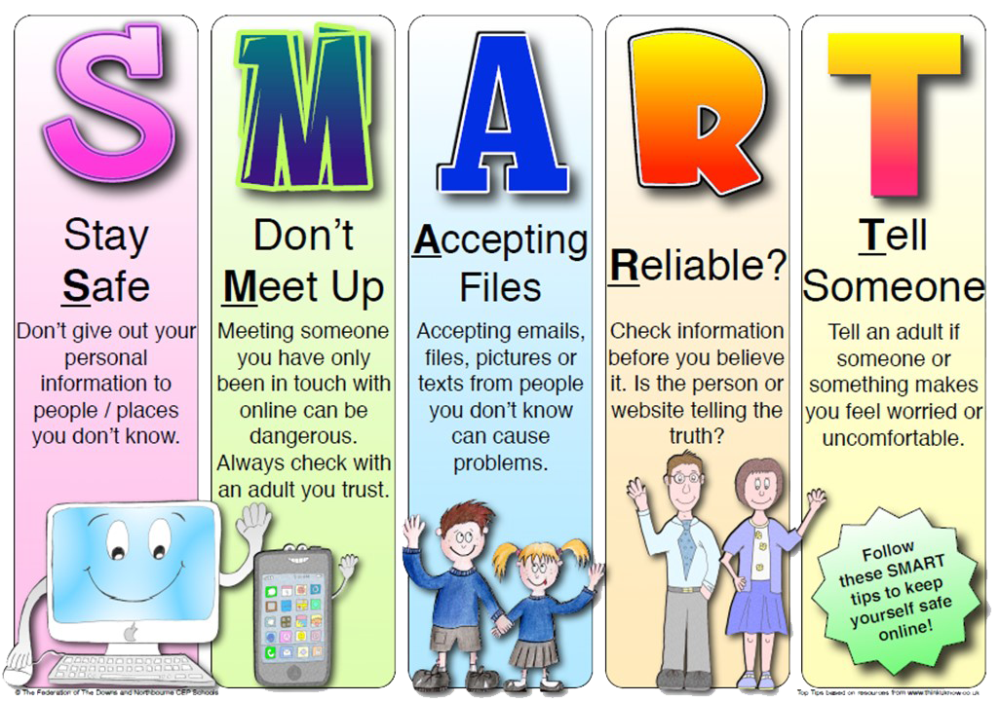 S
Stay
Safe
Don't give out your
personal
information to
people / places
you don't know.
M
Don't
Meet Up
Meeting someone
you have only
been in touch with
online can be
dangerous.
Always check with
an adult you trust.
A
Accepting
Files
Accepting emails,
files, pictures or
texts from people
you don't know
can cause
problems.
R
Reliable?
Check information
before you believe
it. Is the person or
website telling the
truth?
T
Tell
Someone
Tell an adult if
someone or
something makes
you feel worried or
uncomfortable.
Follow
these SMART
tips to keep
yourself safe
online!
© The Federation of The Downs and Northbourne CEP Schools
Top Tips based on resources from www.thinkuknow.co.uk